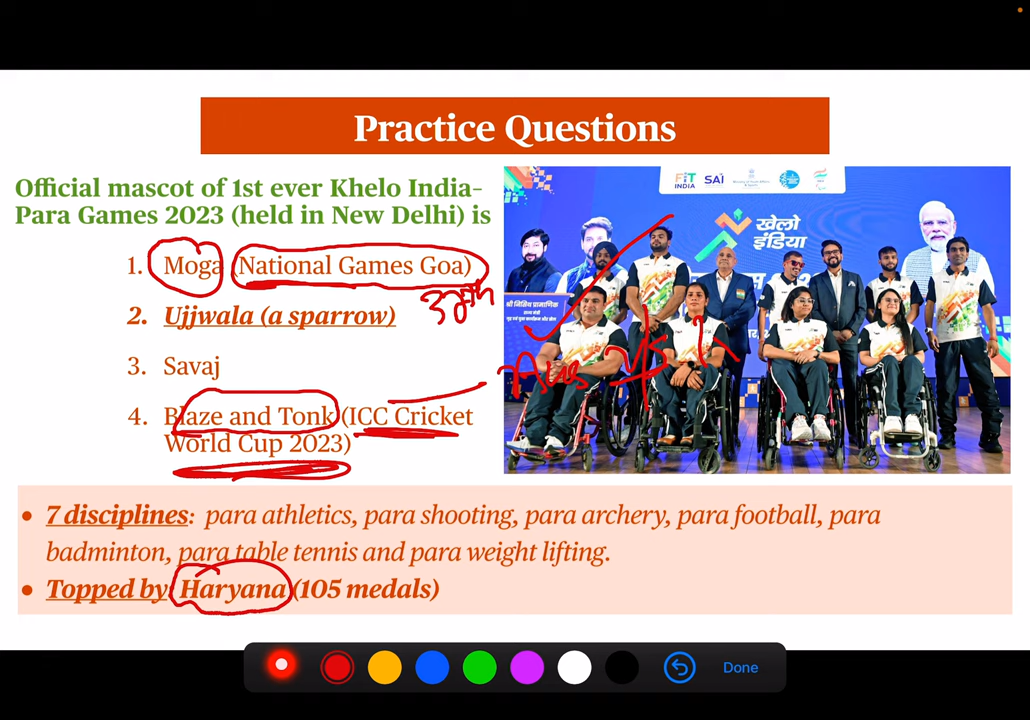 Practice Questions
Official mascot of 1st ever Khelo India–
Para Games 2023 (held in New Delhi) is
1. Moga (National Games Goa)
37th
2. Ujjwala (a sparrow)
3. Savaj
4. Blaze and Tonk (ICC Cricket
World Cup 2023)
FIT
INDIA
SAI
खेलो
इंडिया
श्री निशिथ प्रामाणिक
Aus VS
• 7 disciplines: para athletics, para shooting, para archery, para football, para
badminton, para table tennis and para weight lifting.
• Topped by Haryana (105 medals)
Done